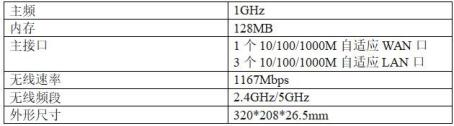 主频 1GHz
内存 128MB
主接口 1 个 10/100/1000M 自适应 WAN 口
3 个 10/100/1000M 自适应 LAN 口
无线速率 1167Mbps
无线频段 2.4GHz/5GHz
外形尺寸 320*208*26.5mm